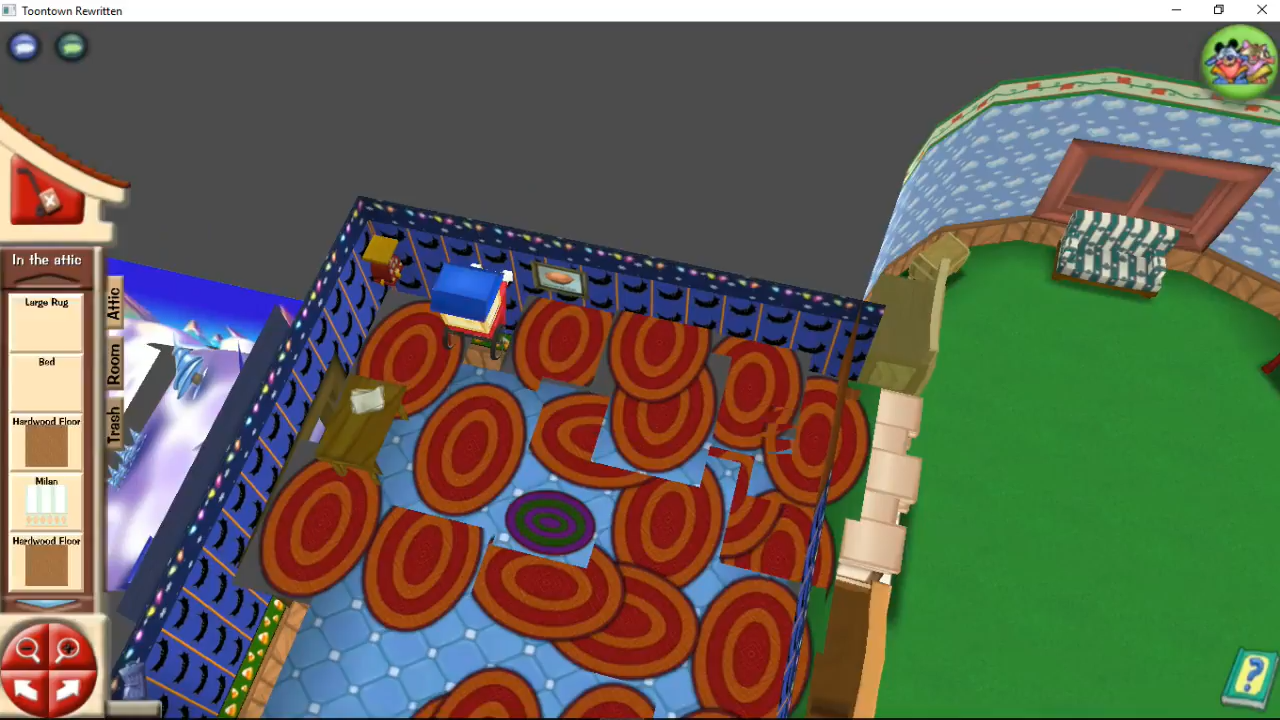 Toontown Rewritten
In the attic
Large Rug
Bed
Hardwood Floor
Milan
Hardwood Floor
Attic
Room
Trash
?